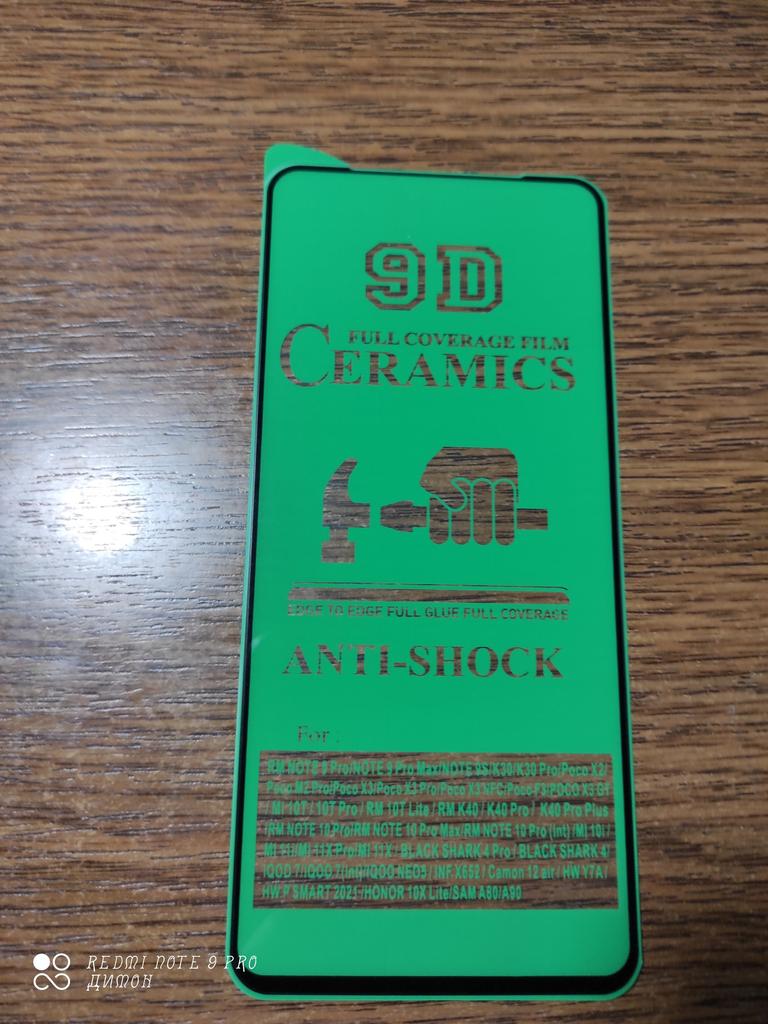 9D
FULL COVERAGE FILM
CERAMICS
EDGE TO EDGE FULL GLUE FULL COVERAGE
ANTI-SHOCK
For :
RM NOTE 9 Pro/NOTE 9 Pro Max/NOTE 9S/K30/K30 Pro/Poco X2/
Poco M2 Pro/Poco X3/Poco X3 Pro/Poco X3 NFC/Poco F3/POCO X3 GT
/ MI 10T / 10T Pro / RM 10T Lite / RM K40 / K40 Pro / K40 Pro Plus
/RM NOTE 10 Pro/RM NOTE 10 Pro Max/RM NOTE 10 Pro (Int) /MI 10i /
MI 11i/MI 11X Pro/MI 11X / BLACK SHARK 4 Pro / BLACK SHARK 4/
IQOO 7/IQOO 7(Int)/IQOO NEO5 / INF X652 / Camon 12 air / HW Y7A /
HW P SMART 2021 /HONOR 10X Lite/SAM A80/A90
REDMI NOTE 9 PRO
ДИМОН